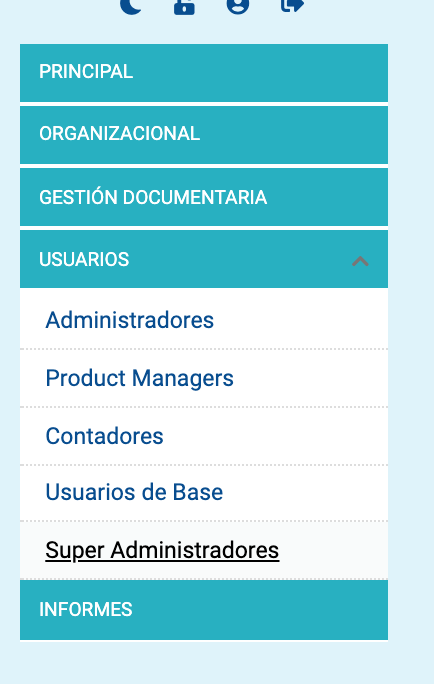 PRINCIPAL
ORGANIZACIONAL
GESTIÓN DOCUMENTARIA
USUARIOS
Administradores
Product Managers
Contadores
Usuarios de Base
Super Administradores
INFORMES